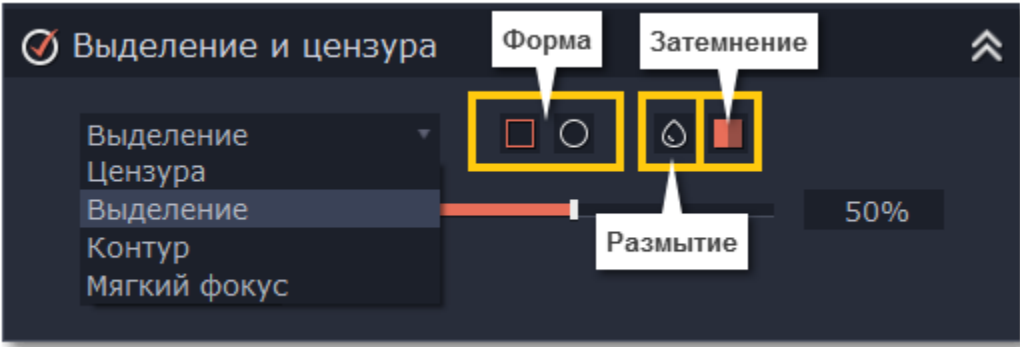 Выделение и цензура
Форма
Затемнение
Выделение
Цензура
Выделение
50%
Контур
Размытие
Мягкий фокус